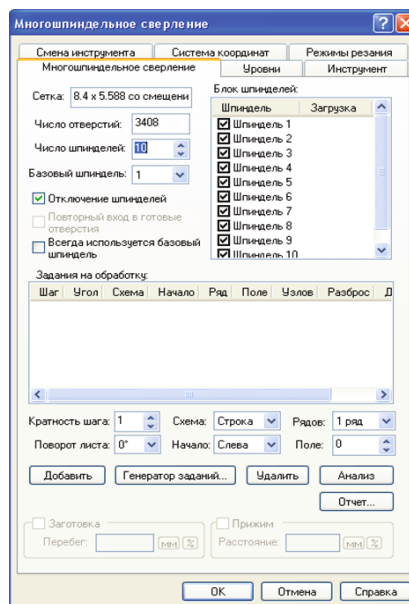 Многошпиндельное сверление
Смена инструмента Система координат Режимы резания
Многошпиндельное сверление Уровни Инструмент
Сетка: 8.4 x 5.588 со смещени
Число отверстий: 3408
Число шпинделей: 10
Базовый шпиндель: 1
Отключение шпинделей
Повторный вход в готовые
отверстия
Всегда используется базовый
шпиндель
Блок шпинделей:
Шпиндель Загрузка
Шпиндель 1
Шпиндель 2
Шпиндель 3
Шпиндель 4
Шпиндель 5
Шпиндель 6
Шпиндель 7
Шпиндель 8
Шпиндель 9
Шпиндель 10
Задания на обработку:
Шаг Угол Схема Начало Ряд Поле Узлов Разброс Д
Кратность шага: 1 Схема: Строка Рядов: 1 ряд
Поворот листа: 0° Начало: Слева Поле: 0
Добавить Генератор заданий... Удалить Анализ
Отчет...
Заготовка Прижим
Перебег: мм % Расстояние: мм %
OK Отмена Справка